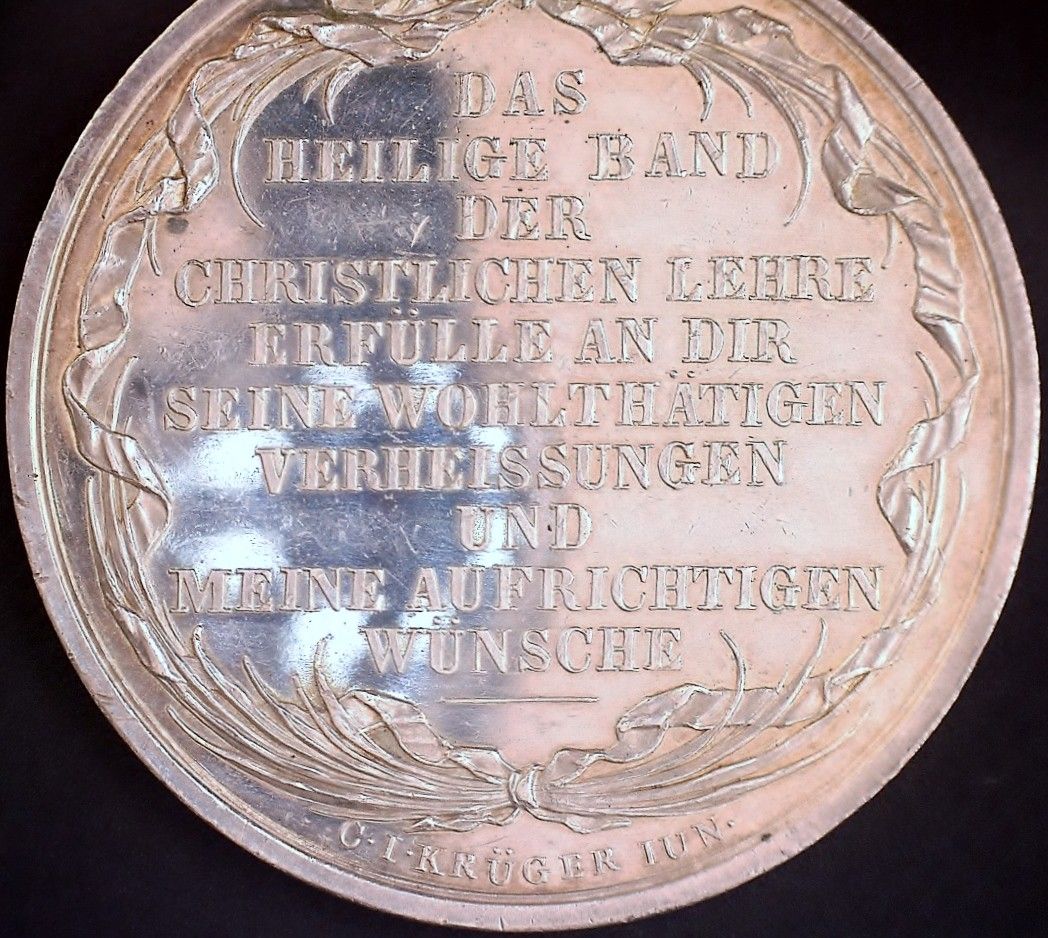 DAS
HEILIGE BAND
DER
CHRISTLICHEN LEHRE
ERFÜLLE AN DIR
SEINE WOHLTHÄTIGEN
VERHEISSUNGEN
UND
MEINE AUFRICHTIGEN
WÜNSCHE
C·I·KRÜGER IUN·